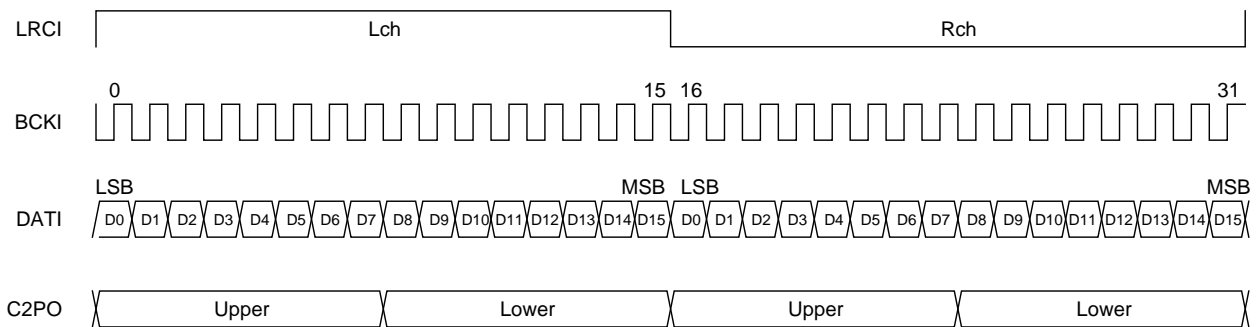 LRCI Lch Rch
0 15 16 31
BCKI
LSB MSB LSB MSB
DATI D0 D1 D2 D3 D4 D5 D6 D7 D8 D9 D10 D11 D12 D13 D14 D15 D0 D1 D2 D3 D4 D5 D6 D7 D8 D9 D10 D11 D12 D13 D14 D15
C2PO Upper Lower Upper Lower